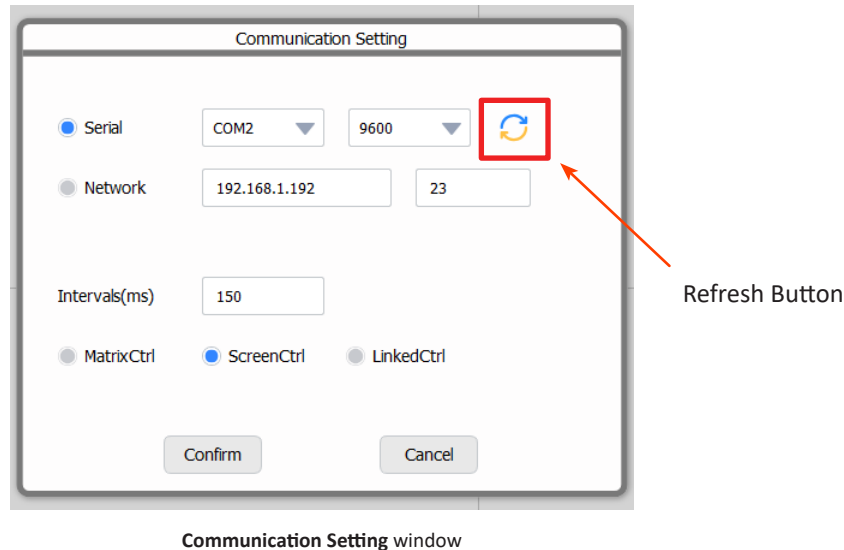 Communication Setting
Serial COM2 9600
Network 192.168.1.192 23
Refresh Button
Intervals(ms) 150
MatrixCtrl ScreenCtrl LinkedCtrl
Confirm Cancel
Communication Setting window